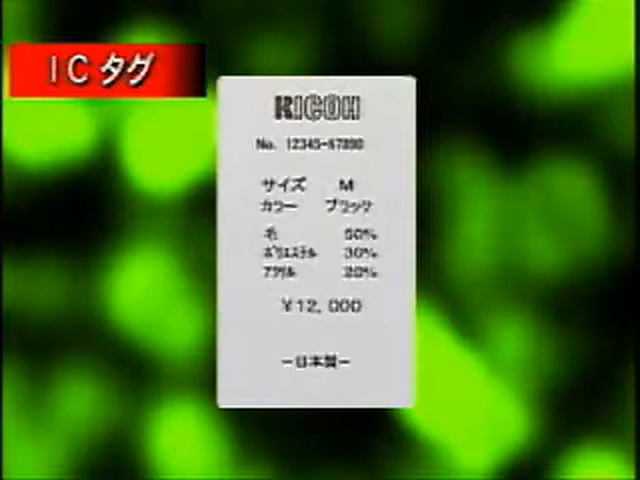 ICタグ
RICOH
No. 12345-67890
サイズ M
カラー ブラック
毛 50%
ポリエステル 30%
アクリル 20%
¥12,000
−日本製−